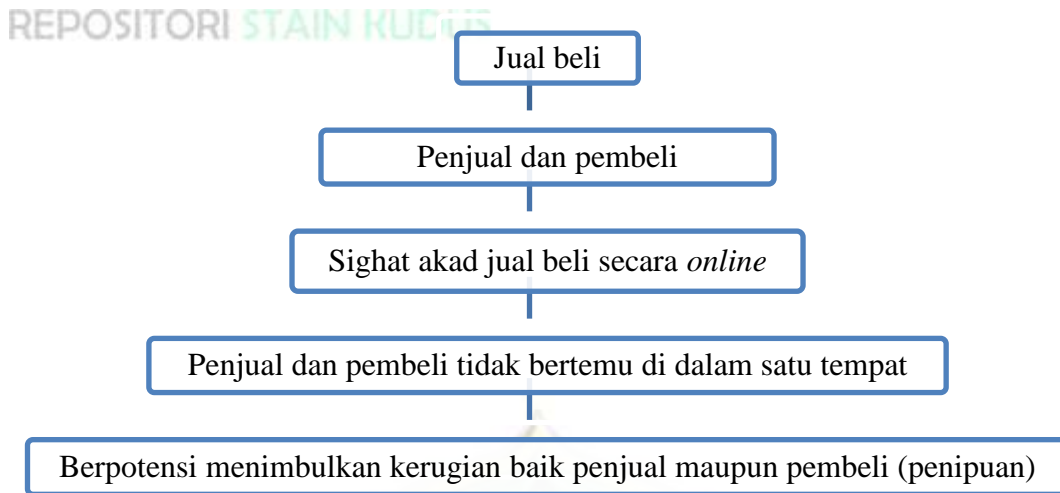 REPOSITORI STAIN KUDUS
Jual beli
Penjual dan pembeli
Sighat akad jual beli secara online
Penjual dan pembeli tidak bertemu di dalam satu tempat
Berpotensi menimbulkan kerugian baik penjual maupun pembeli (penipuan)